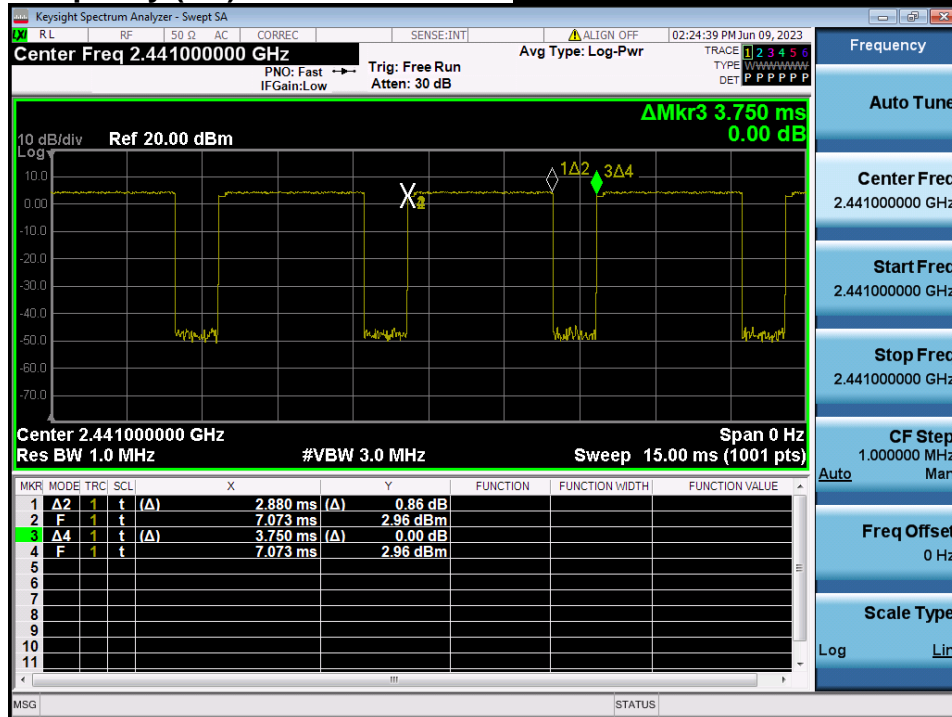 Keysight Spectrum Analyzer - Swept SA
LXI RL RF 50 Ω AC CORREC SENSE:INT ALIGN OFF 02:24:39 PM Jun 09, 2023
Center Freq 2.441000000 GHz
Avg Type: Log-Pwr
TRACE 1 2 3 4 5 6
PNO: Fast
Trig: Free Run
TYPE WWWWWW
IFGain:Low
Atten: 30 dB
DET P P P P P P
ΔMkr3 3.750 ms
0.00 dB
10 dB/div Ref 20.00 dBm
Log
10.0
0.00
-10.0
-20.0
-30.0
-40.0
-50.0
-60.0
-70.0
1Δ2
3Δ4
X
Center 2.441000000 GHz Span 0 Hz
Res BW 1.0 MHz #VBW 3.0 MHz Sweep 15.00 ms (1001 pts)
MKR MODE TRC SCL X Y FUNCTION FUNCTION WIDTH FUNCTION VALUE
1 Δ2 1 t (Δ) 2.880 ms (Δ) 0.86 dB
2 F 1 t 7.073 ms 2.96 dBm
3 Δ4 1 t (Δ) 3.750 ms (Δ) 0.00 dB
4 F 1 t 7.073 ms 2.96 dBm
5
6
7
8
9
10
11
MSG STATUS
Frequency
Auto Tune
Center Freq
2.441000000 GHz
Start Freq
2.441000000 GHz
Stop Freq
2.441000000 GHz
CF Step
1.000000 MHz
Auto Man
Freq Offset
0 Hz
Scale Type
Log Lin